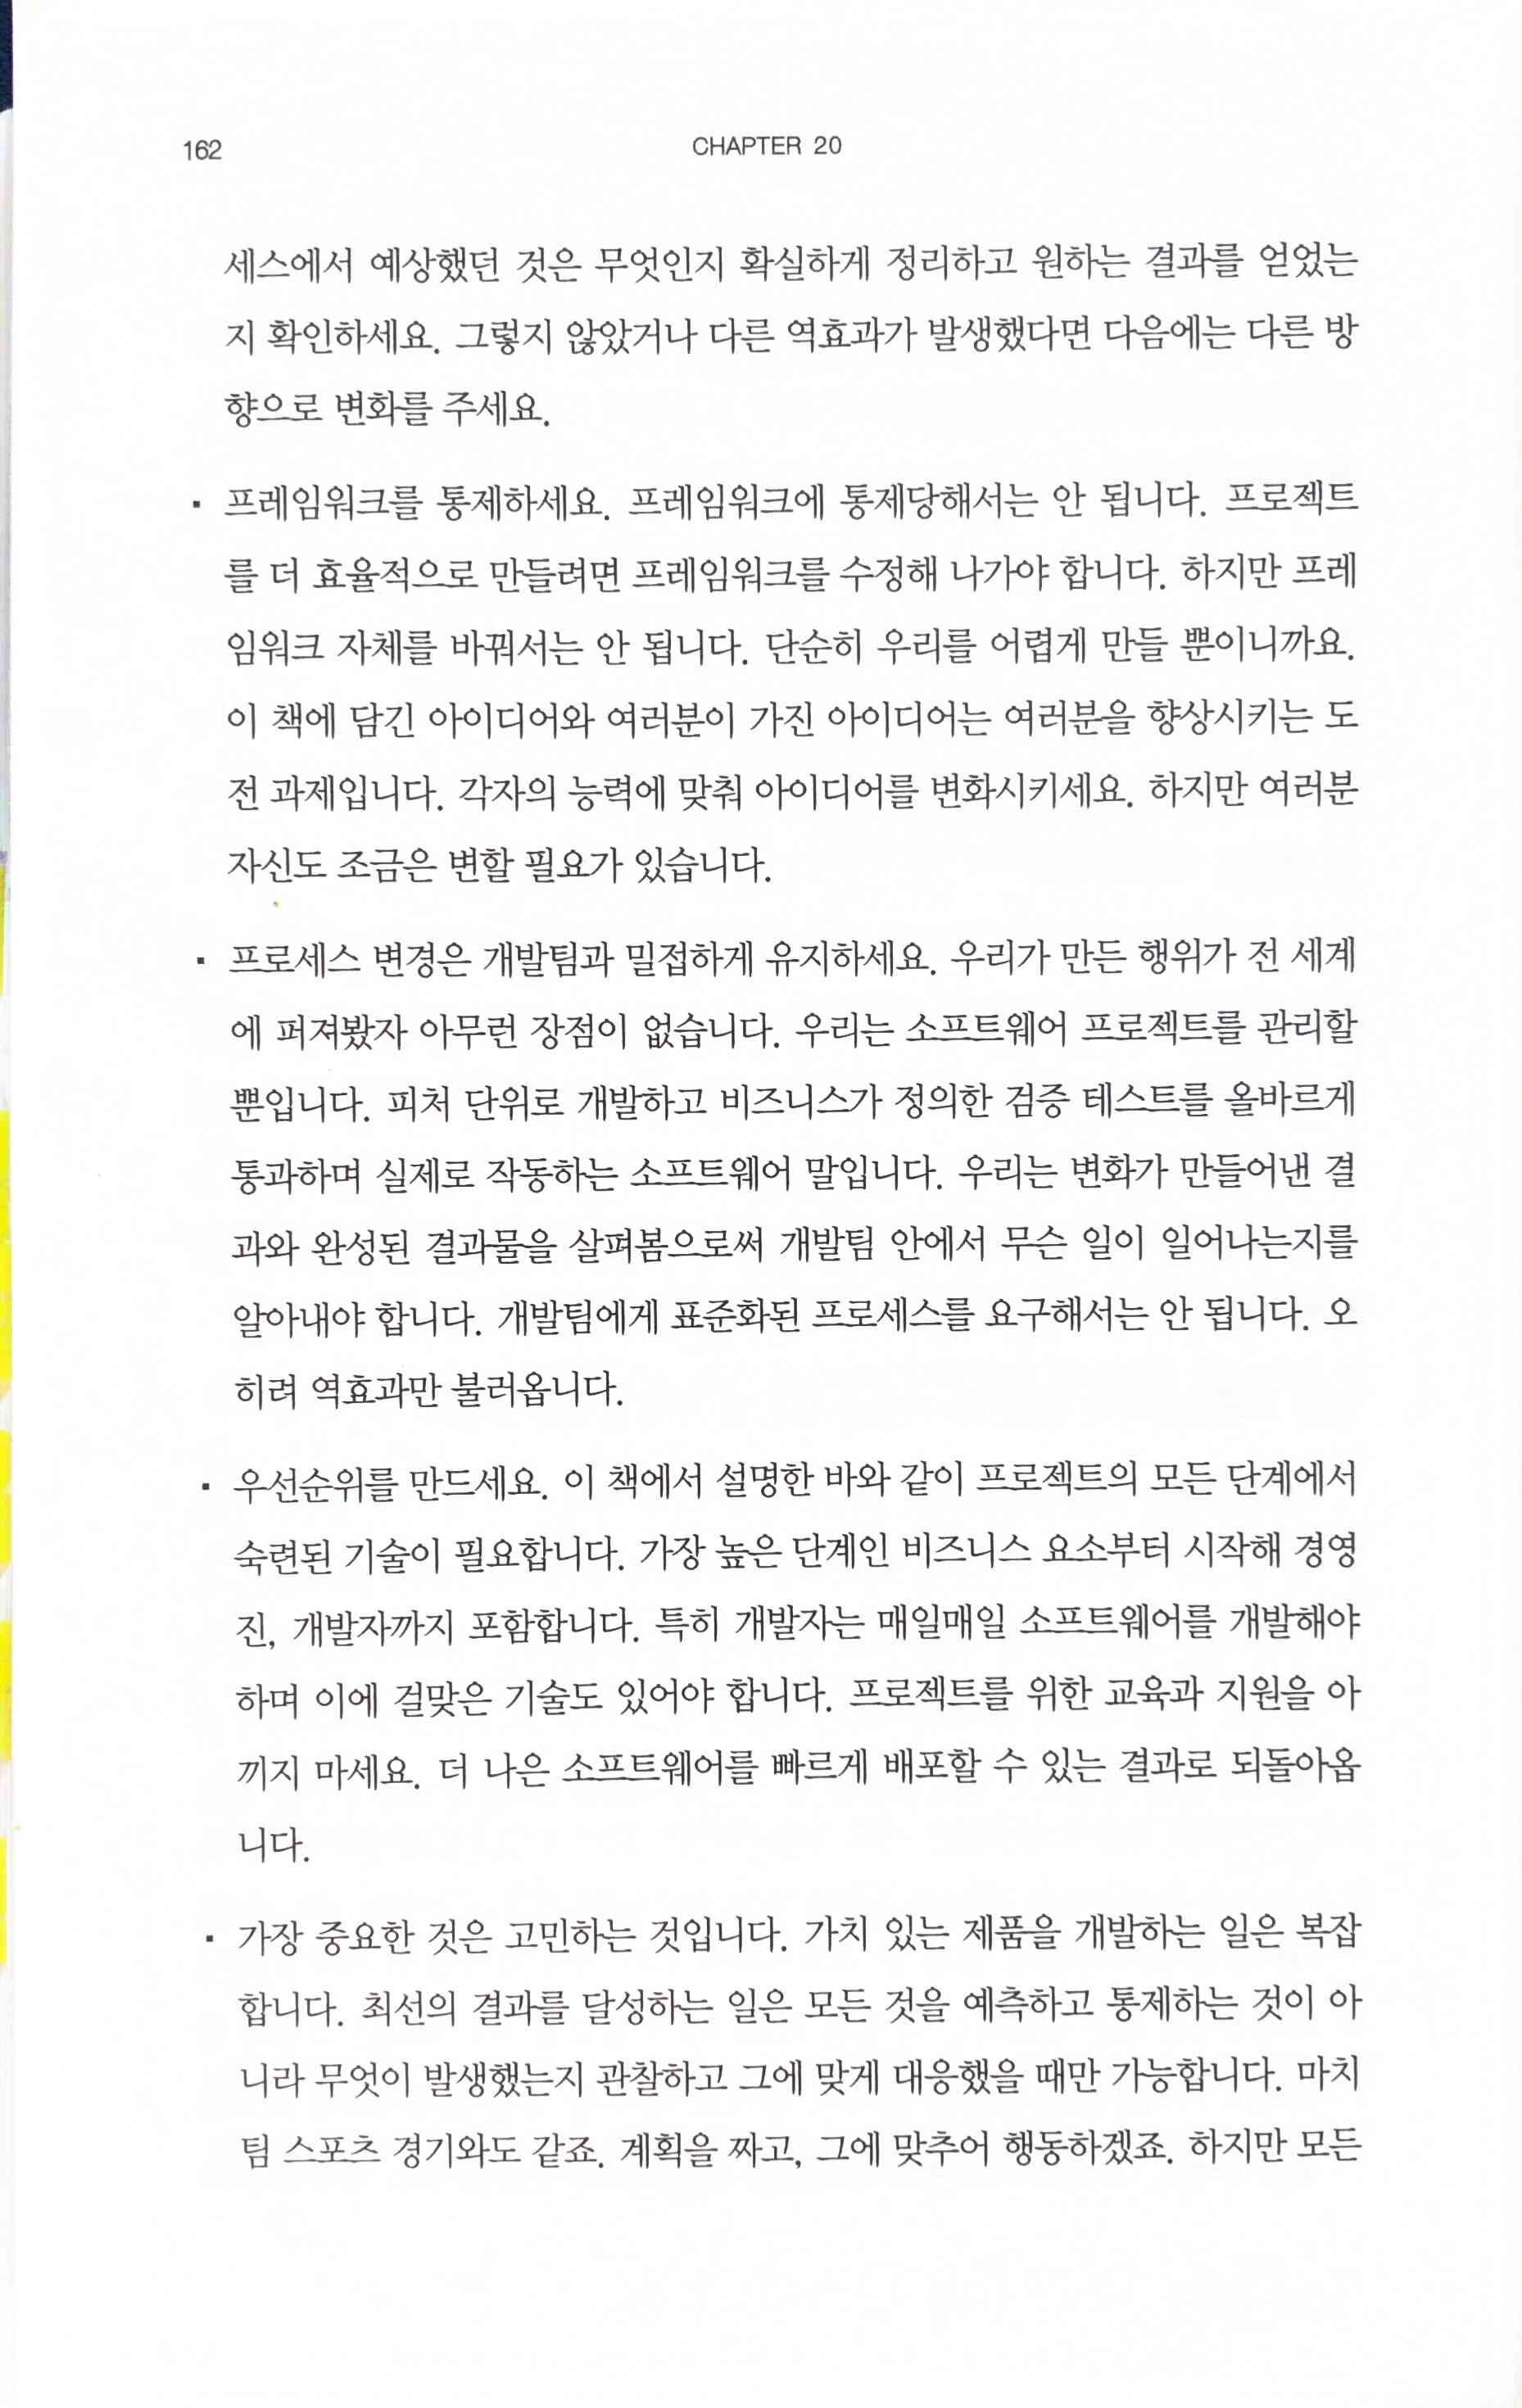 162
CHAPTER 20
세스에서 예상했던 것은 무엇인지 확실하게 정리하고 원하는 결과를 얻었는
지 확인하세요. 그렇지 않았거나 다른 역효과가 발생했다면 다음에는 다른 방
향으로 변화를 주세요.
▪ 프레임워크를 통제하세요. 프레임워크에 통제당해서는 안 됩니다. 프로젝트
를 더 효율적으로 만들려면 프레임워크를 수정해 나가야 합니다. 하지만 프레
임워크 자체를 바꿔서는 안 됩니다. 단순히 우리를 어렵게 만들 뿐이니까요.
이 책에 담긴 아이디어와 여러분이 가진 아이디어는 여러분을 향상시키는 도
전 과제입니다. 각자의 능력에 맞춰 아이디어를 변화시키세요. 하지만 여러분
자신도 조금은 변할 필요가 있습니다.
▪ 프로세스 변경은 개발팀과 밀접하게 유지하세요. 우리가 만든 행위가 전 세계
에 퍼져봤자 아무런 장점이 없습니다. 우리는 소프트웨어 프로젝트를 관리할
뿐입니다. 피처 단위로 개발하고 비즈니스가 정의한 검증 테스트를 올바르게
통과하며 실제로 작동하는 소프트웨어 말입니다. 우리는 변화가 만들어낸 결
과와 완성된 결과물을 살펴봄으로써 개발팀 안에서 무슨 일이 일어나는지를
알아내야 합니다. 개발팀에게 표준화된 프로세스를 요구해서는 안 됩니다. 오
히려 역효과만 불러옵니다.
▪ 우선순위를 만드세요. 이 책에서 설명한 바와 같이 프로젝트의 모든 단계에서
숙련된 기술이 필요합니다. 가장 높은 단계인 비즈니스 요소부터 시작해 경영
진, 개발자까지 포함합니다. 특히 개발자는 매일매일 소프트웨어를 개발해야
하며 이에 걸맞은 기술도 있어야 합니다. 프로젝트를 위한 교육과 지원을 아
끼지 마세요. 더 나은 소프트웨어를 빠르게 배포할 수 있는 결과로 되돌아옵
니다.
▪ 가장 중요한 것은 고민하는 것입니다. 가치 있는 제품을 개발하는 일은 복잡
합니다. 최선의 결과를 달성하는 일은 모든 것을 예측하고 통제하는 것이 아
니라 무엇이 발생했는지 관찰하고 그에 맞게 대응했을 때만 가능합니다. 마치
팀 스포츠 경기와도 같죠. 계획을 짜고, 그에 맞추어 행동하겠죠. 하지만 모든